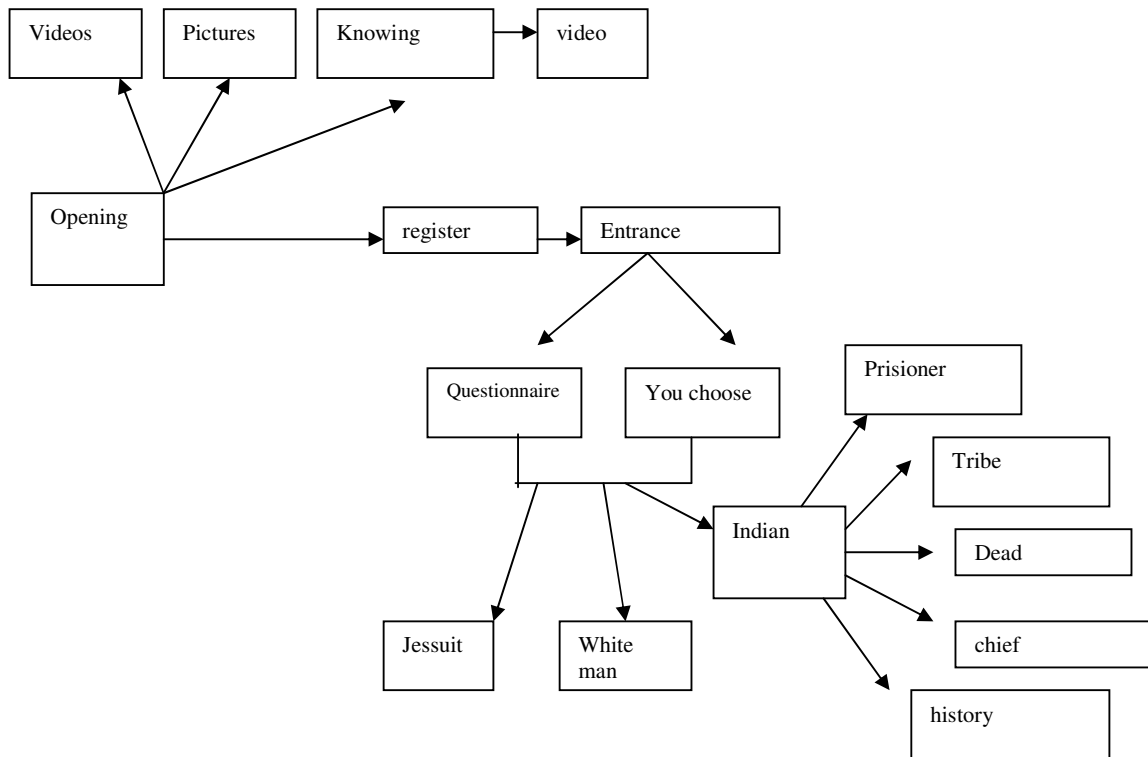 Videos
Pictures
Knowing
video
Opening
register
Entrance
Questionnaire
You choose
Prisioner
Tribe
Indian
Dead
Jessuit
White
man
chief
history